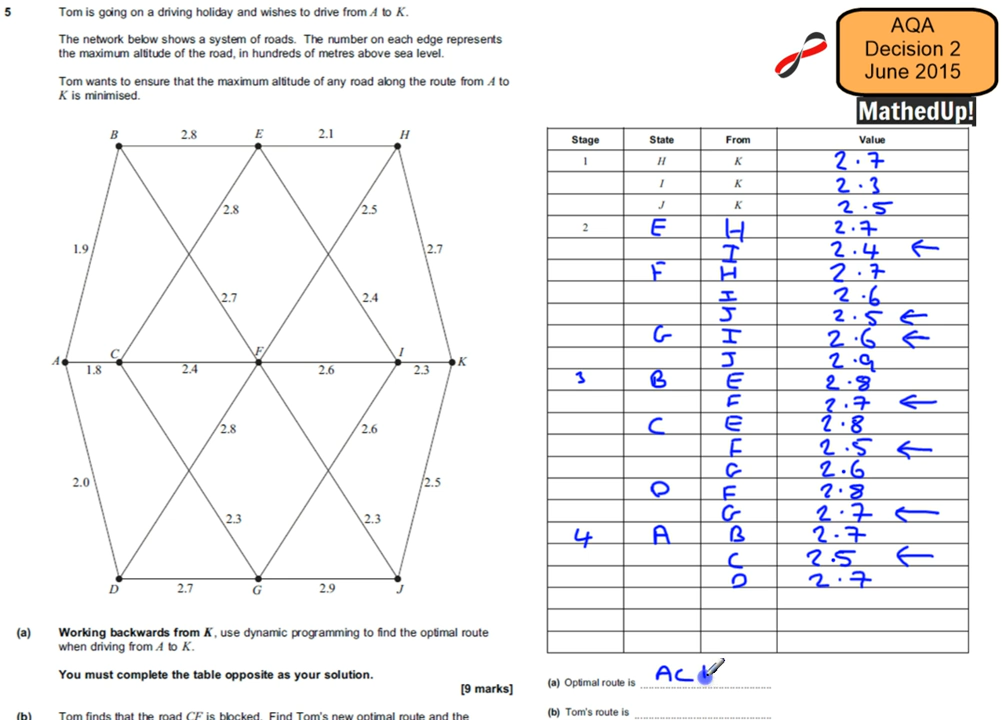 5 Tom is going on a driving holiday and wishes to drive from A to K.
The network below shows a system of roads. The number on each edge represents
the maximum altitude of the road, in hundreds of metres above sea level.
Tom wants to ensure that the maximum altitude of any road along the route from A to
K is minimised.
AQA
Decision 2
June 2015
MathedUp!
B 2.8 E 2.1 H
2.8 2.5
1.9 2.7
2.7 2.4
A C F I K
1.8 2.4 2.6 2.3
2.8 2.6
2.0 2.5
2.3 2.3
D 2.7 G 2.9 J
Stage State From Value
1 H K 2.7
I K 2.3
J K 2.5
2 E H 2.7
I 2.4 ←
F H 2.7
I 2.6
J 2.5 ←
G I 2.6 ←
J 2.9
3 B E 2.8
F 2.7 ←
C E 2.8
F 2.5 ←
G 2.6
D F 2.8
G 2.7 ←
4 A B 2.7
C 2.5 ←
D 2.7
(a) Working backwards from K, use dynamic programming to find the optimal route
when driving from A to K.
You must complete the table opposite as your solution.
[9 marks]
(b) Tom finds that the road CF is blocked. Find Tom's new optimal route and the
(a) Optimal route is AC
(b) Tom's route is